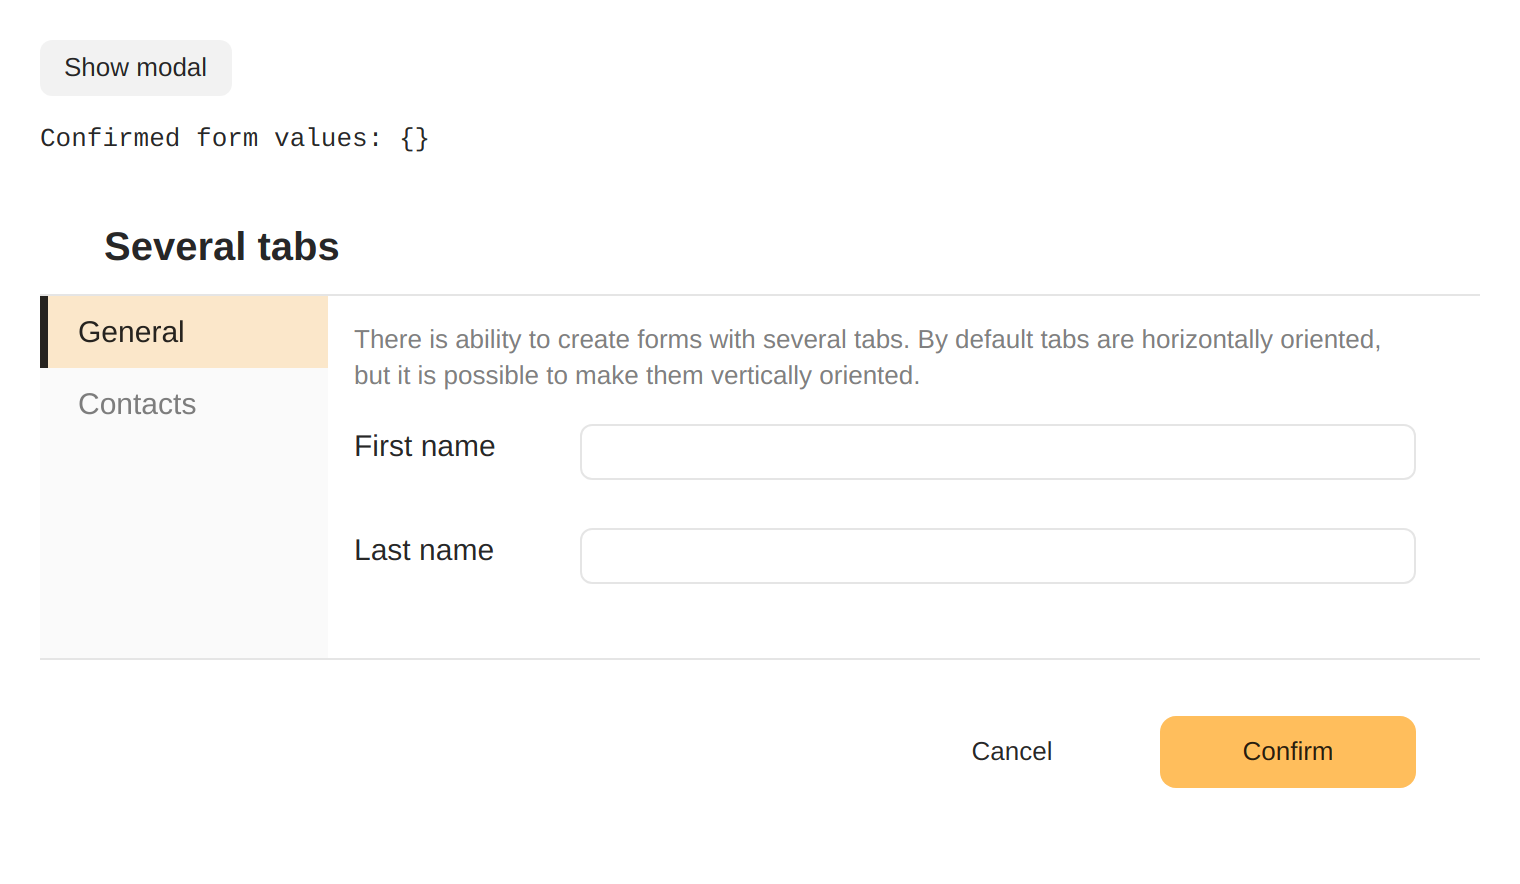 Show modal
Confirmed form values: {}
Several tabs
General
Contacts
There is ability to create forms with several tabs. By default tabs are horizontally oriented,
but it is possible to make them vertically oriented.
First name
Last name
Cancel
Confirm